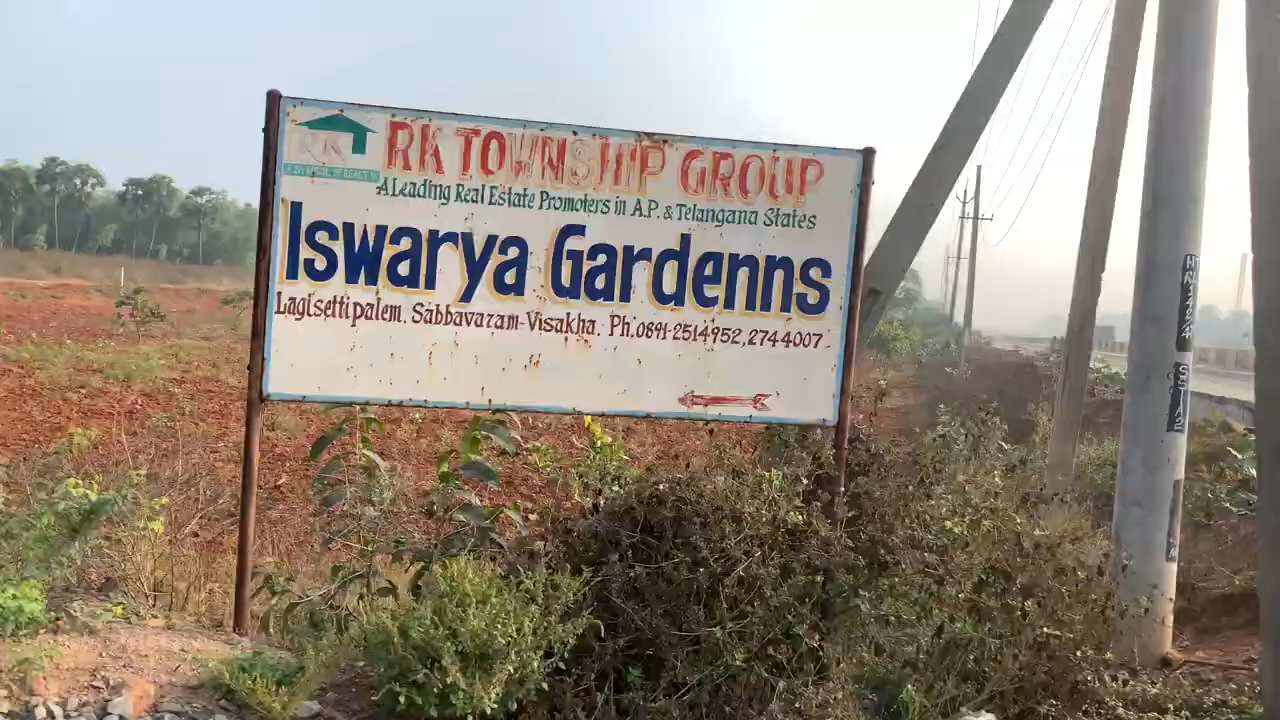 RK TOWNSHIP GROUP
A Leading Real Estate Promoters in A.P. & Telangana States
Iswarya Gardenns
Lagisettipalem, Sabbavaram-Visakha. Ph:0891-2514952,2744007